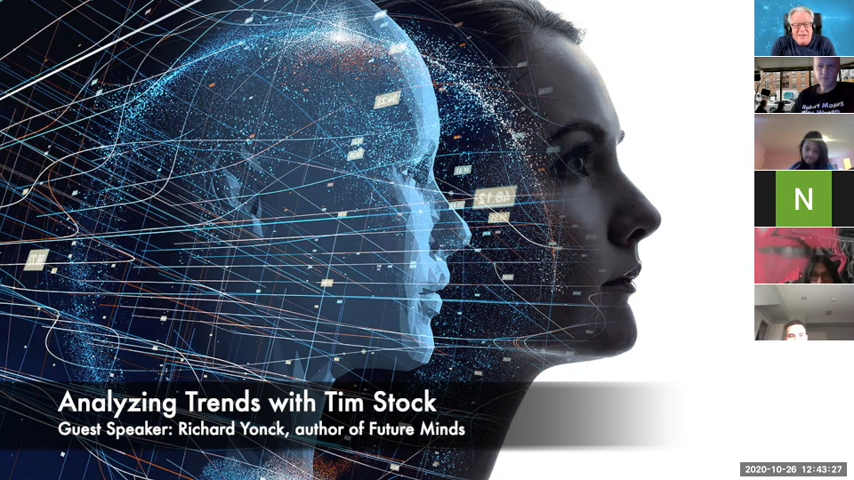 Analyzing Trends with Tim Stock
Guest Speaker: Richard Yonck, author of Future Minds
N
2020-10-26 12:43:27